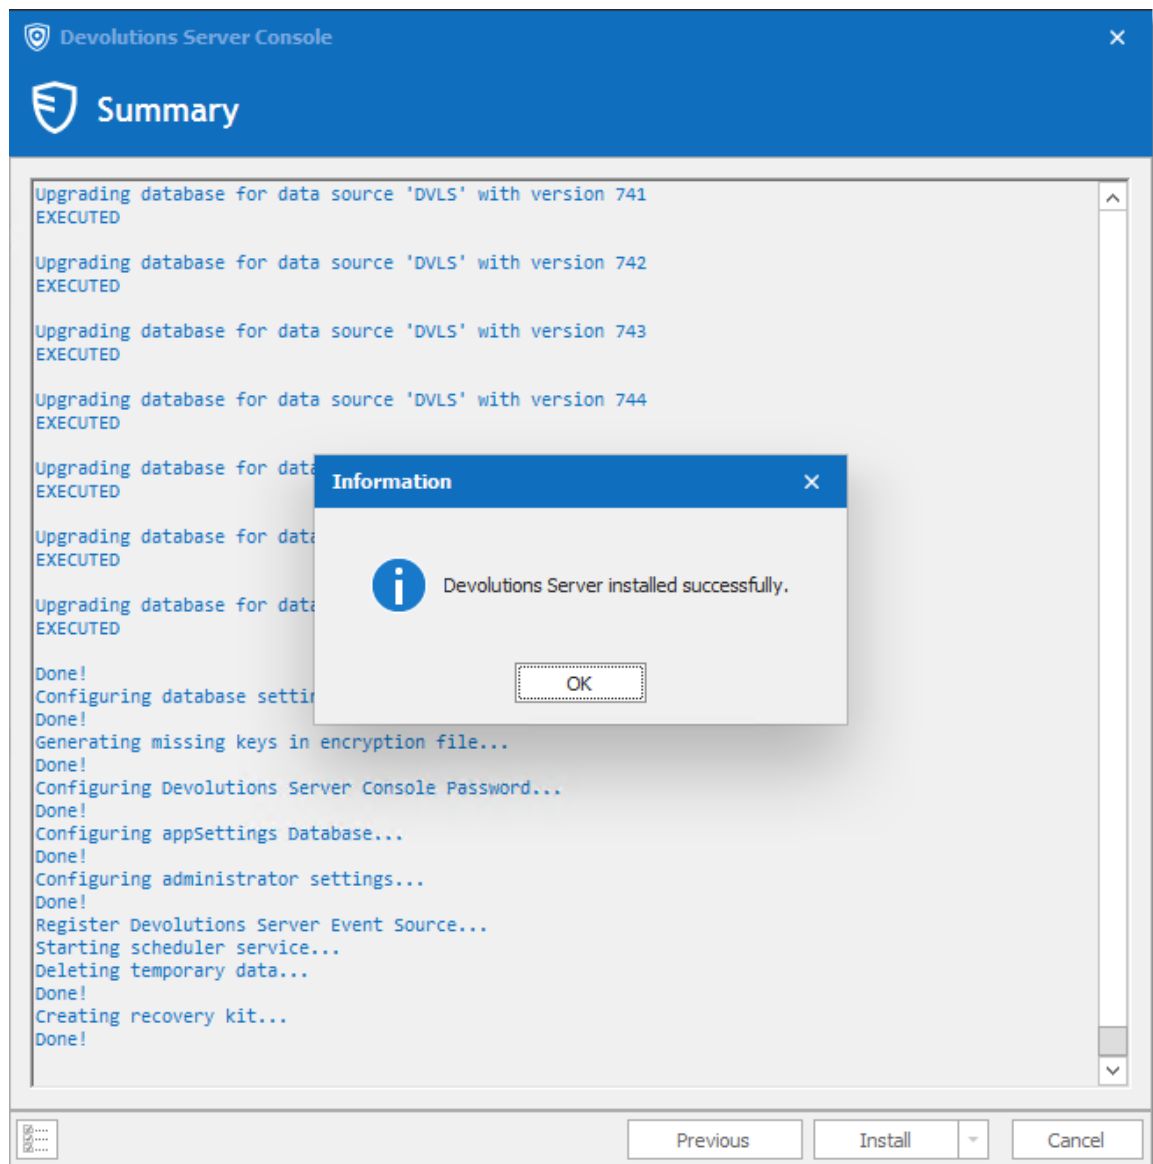 Devolutions Server Console
Summary
Upgrading database for data source 'DVLS' with version 741
EXECUTED
Upgrading database for data source 'DVLS' with version 742
EXECUTED
Upgrading database for data source 'DVLS' with version 743
EXECUTED
Upgrading database for data source 'DVLS' with version 744
EXECUTED
Upgrading database for data
EXECUTED
Upgrading database for data
EXECUTED
Upgrading database for data
EXECUTED
Information
Devolutions Server installed successfully.
OK
Done!
Configuring database settin
Done!
Generating missing keys in encryption file...
Done!
Configuring Devolutions Server Console Password...
Done!
Configuring appSettings Database...
Done!
Configuring administrator settings...
Done!
Register Devolutions Server Event Source...
Starting scheduler service...
Deleting temporary data...
Done!
Creating recovery kit...
Done!
Previous
Install
Cancel